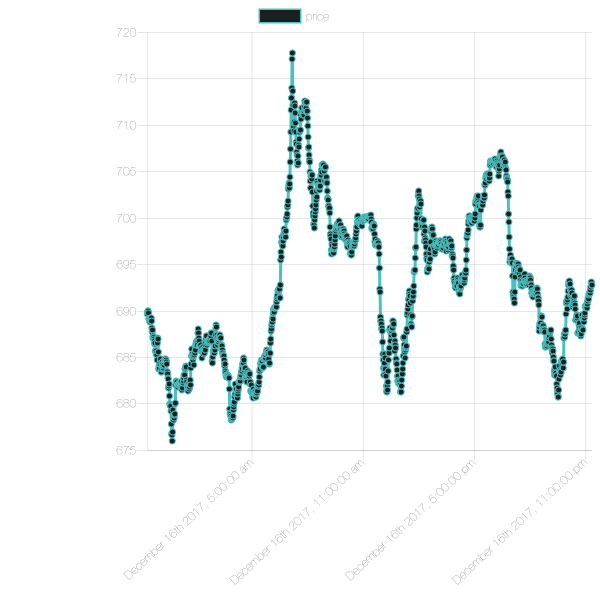 price
720
715
710
705
700
695
690
685
680
675
December 16th 2017, 5:00:00 am
December 16th 2017, 11:00:00 am
December 16th 2017, 5:00:00 pm
December 16th 2017, 11:00:00 pm